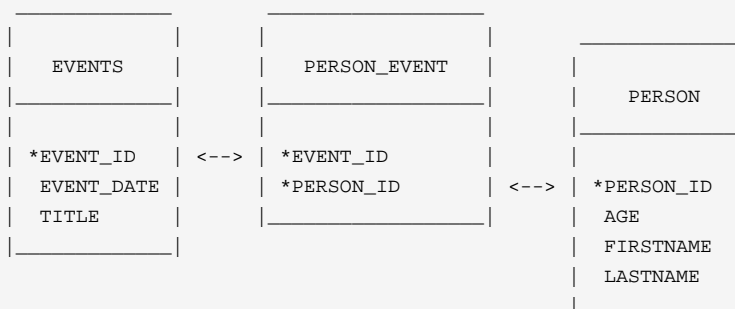 EVENTS PERSON_EVENT
PERSON
*EVENT_ID <--> *EVENT_ID
EVENT_DATE *PERSON_ID <--> *PERSON_ID
TITLE AGE
FIRSTNAME
LASTNAME